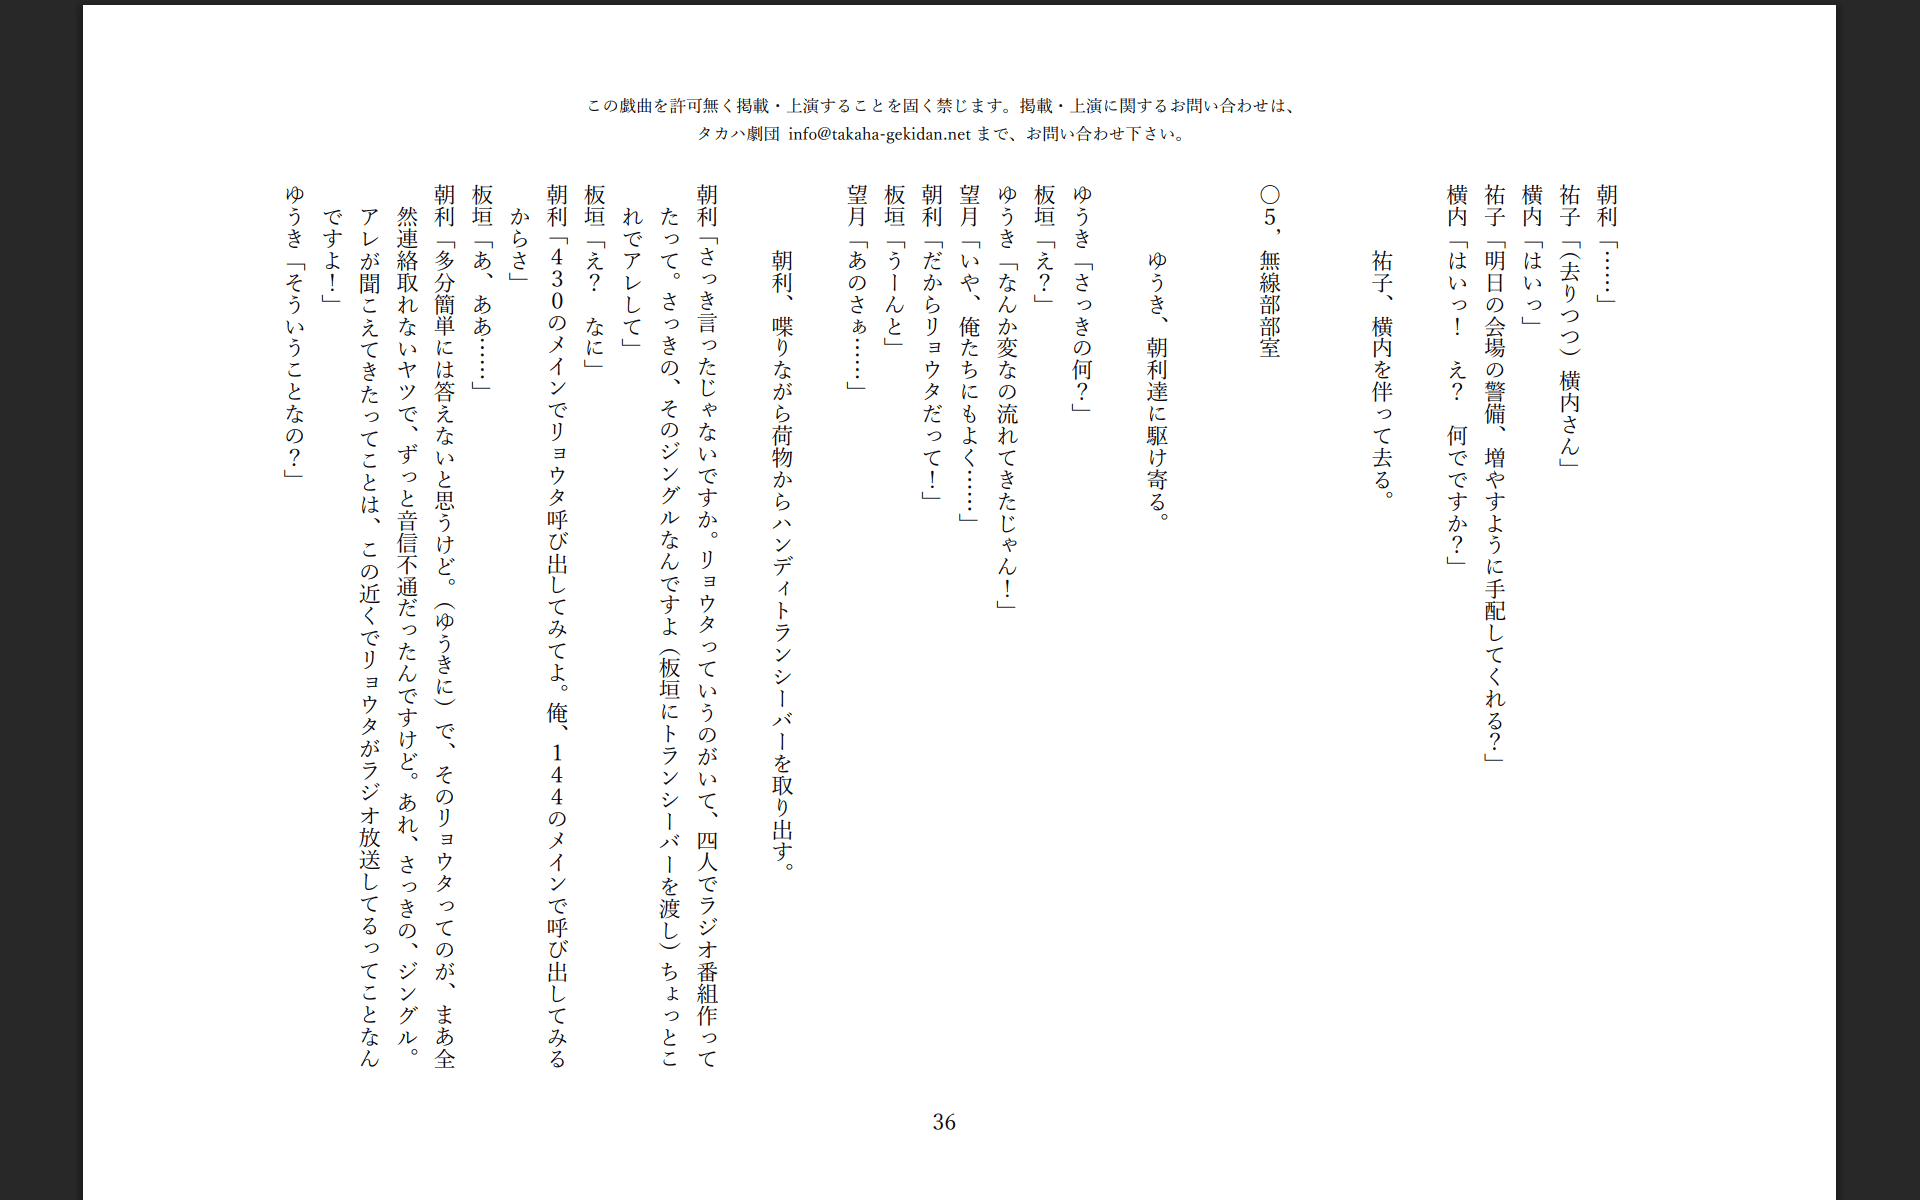 この戯曲を許可無く掲載・上演することを固く禁じます。掲載・上演に関するお問い合わせは、
タカハ劇団 info@takaha-gekidan.net まで、お問い合わせ下さい。
朝利「……」
祐子「（去りつつ）横内さん」
横内「はいっ」
祐子「明日の会場の警備、増やすように手配してくれる？」
横内「はいっ！　え？　何でですか？」
祐子、横内を伴って去る。
〇５，無線部部室
ゆうき、朝利達に駆け寄る。
ゆうき「さっきの何？」
板垣「え？」
ゆうき「なんか変なの流れてきたじゃん！」
望月「いや、俺たちにもよく……」
朝利「だからリョウタだって！」
板垣「うーんと」
望月「あのさぁ……」
朝利、喋りながら荷物からハンディトランシーバーを取り出す。
朝利「さっき言ったじゃないですか。リョウタっていうのがいて、四人でラジオ番組作って
たって。さっきの、そのジングルなんですよ（板垣にトランシーバーを渡し）ちょっとこ
れでアレして」
板垣「え？　なに」
朝利「４３０のメインでリョウタ呼び出してみてよ。俺、１４４のメインで呼び出してみる
からさ」
板垣「あ、ああ……」
朝利「多分簡単には答えないと思うけど。（ゆうきに）で、そのリョウタってのが、まあ全
然連絡取れないヤツで、ずっと音信不通だったんですけど。あれ、さっきの、ジングル。
アレが聞こえてきたってことは、この近くでリョウタがラジオ放送してるってことなん
ですよ！」
ゆうき「そういうことなの？」
36